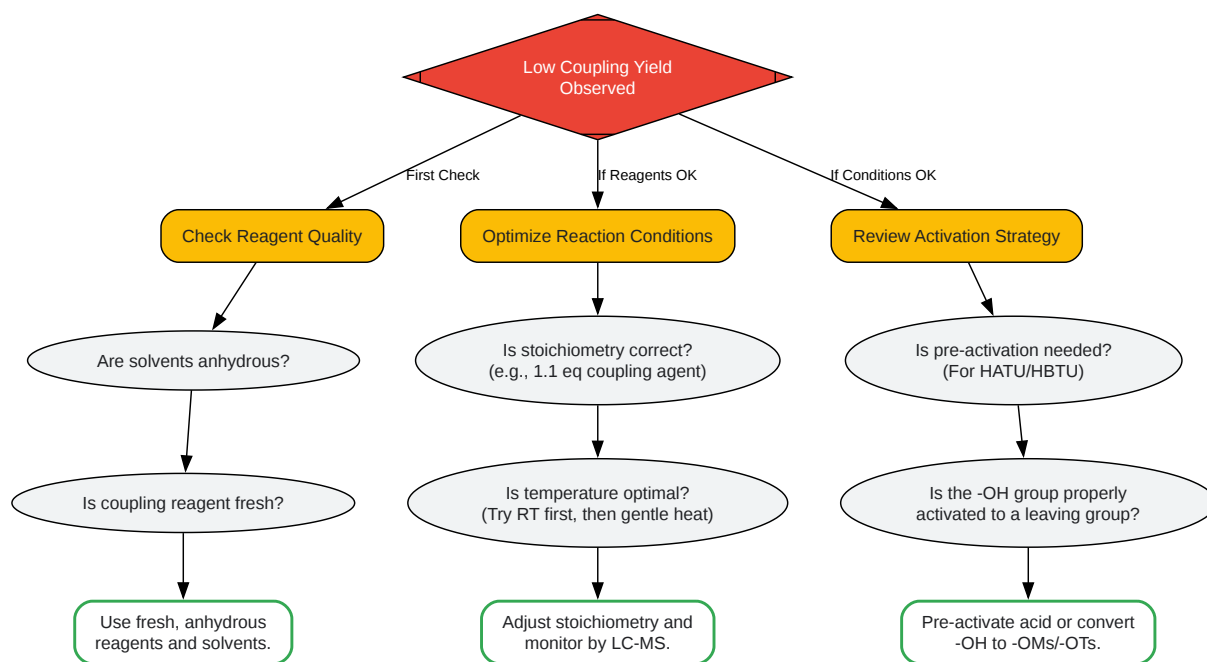 Low Coupling Yield
Observed
First Check
If Reagents OK
If Conditions OK
Check Reagent Quality
Optimize Reaction Conditions
Review Activation Strategy
Are solvents anhydrous?
Is stoichiometry correct?
(e.g., 1.1 eq coupling agent)
Is pre-activation needed?
(For HATU/HBTU)
Is coupling reagent fresh?
Is temperature optimal?
(Try RT first, then gentle heat)
Is the -OH group properly
activated to a leaving group?
Use fresh, anhydrous
reagents and solvents.
Adjust stoichiometry and
monitor by LC-MS.
Pre-activate acid or convert
-OH to -OMs/-OTs.